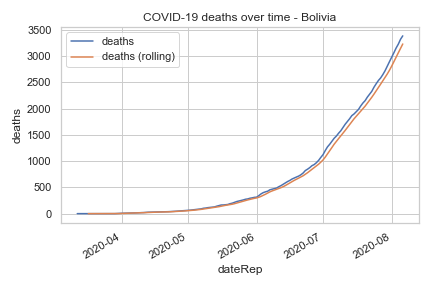 COVID-19 deaths over time - Bolivia
deaths
deaths (rolling)
deaths
3500
3000
2500
2000
1500
1000
500
0
2020-04
2020-05
2020-06
2020-07
2020-08
dateRep